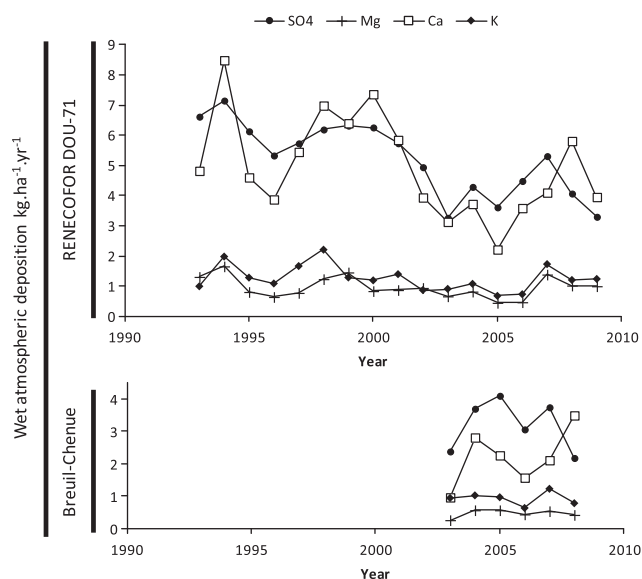 SO4 Mg Ca K
Wet atmospheric deposition kg.ha⁻¹.yr⁻¹
RENECOFOR DOU-71
9
8
7
6
5
4
3
2
1
0
1990 1995 2000 2005 2010
Year
Breuil-Chenue
4
3
2
1
0
1990 1995 2000 2005 2010
Year